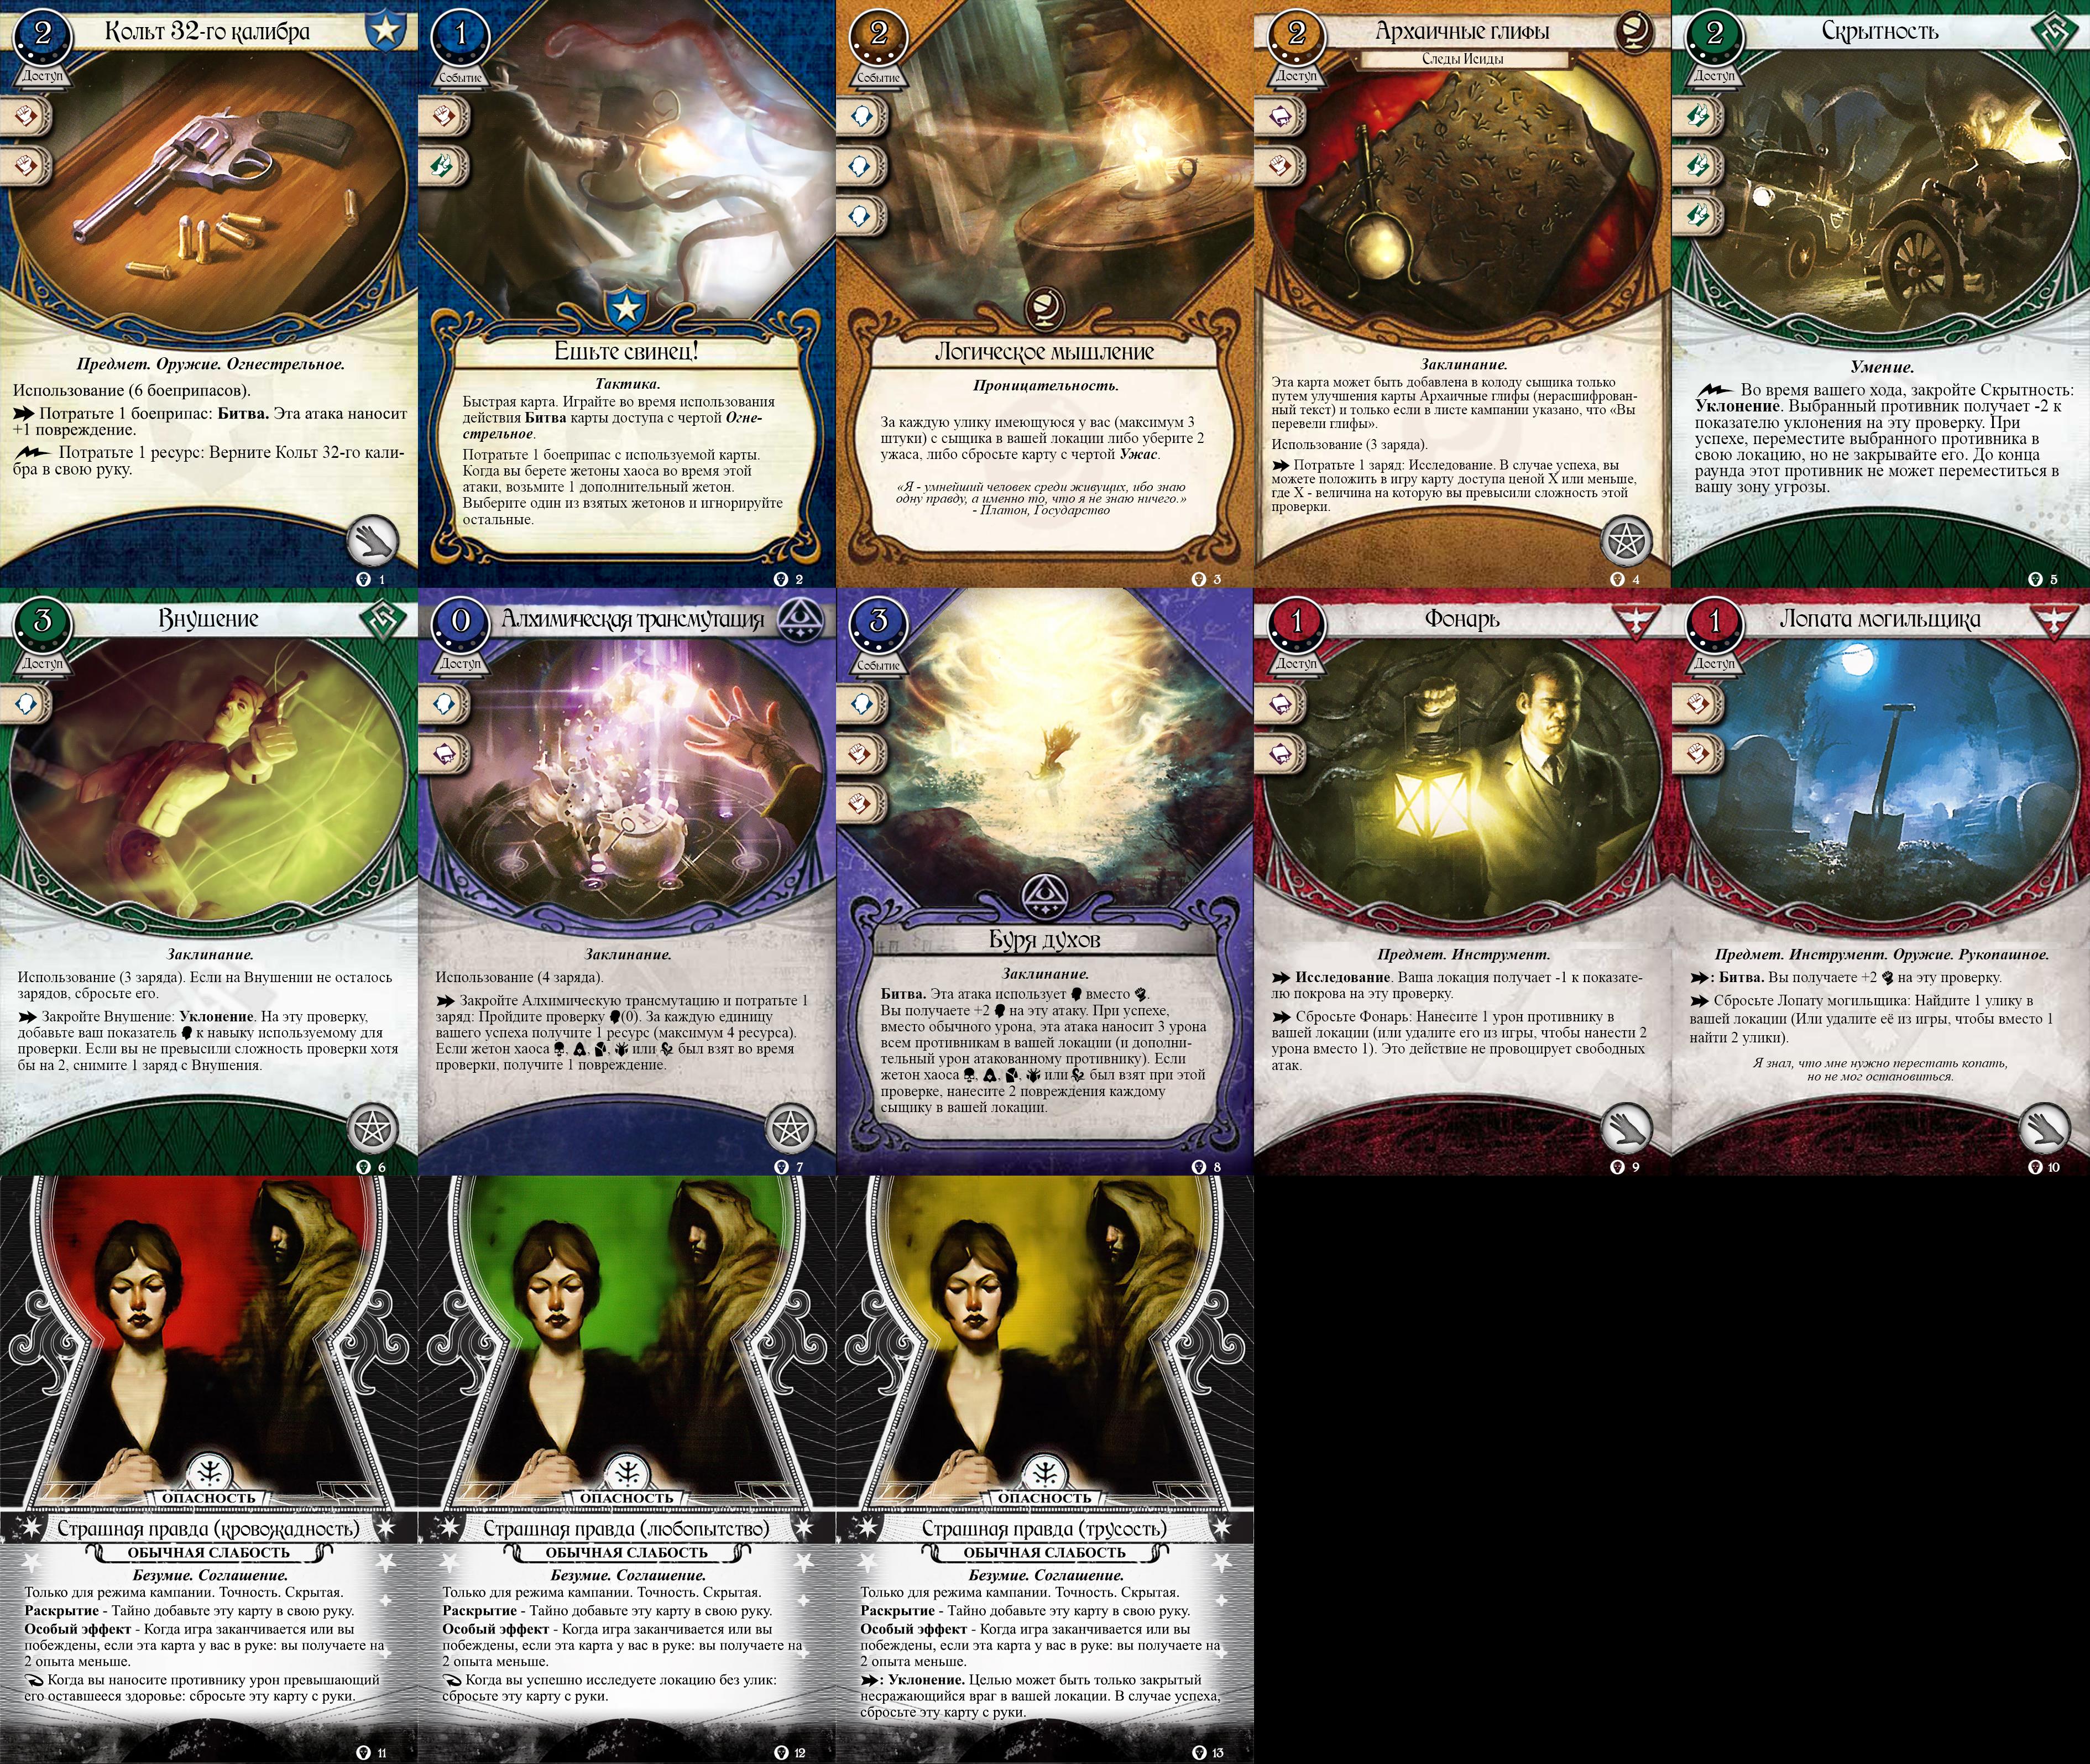 2
Кольт 32-го калибра
Доступ
Предмет. Оружие. Огнестрельное.
Использование (6 боеприпасов).
Потратьте 1 боеприпас: Битва. Эта атака наносит
+1 повреждение.
Потратьте 1 ресурс: Верните Кольт 32-го кали-
бра в свою руку.
1
1
Событие
Ешьте свинец!
Тактика.
Быстрая карта. Играйте во время использования
действия Битва карты доступа с чертой Огне-
стрельное.
Потратьте 1 боеприпас с используемой карты.
Когда вы берете жетоны хаоса во время этой
атаки, возьмите 1 дополнительный жетон.
Выберите один из взятых жетонов и игнорируйте
остальные.
2
2
Событие
Логическое мышление
Проницательность.
За каждую улику имеющуюся у вас (максимум 3
штуки) с сыщика в вашей локации либо уберите 2
ужаса, либо сбросьте карту с чертой Ужас.
«Я - умнейший человек среди живущих, ибо знаю
одну правду, а именно то, что я не знаю ничего.»
- Платон, Государство
3
2
Архаичные глифы
Следы Исиды
Доступ
Заклинание.
Эта карта может быть добавлена в колоду сыщика только
путем улучшения карты Архаичные глифы (нерасшифрован-
ный текст) и только если в листе кампании указано, что «Вы
перевели глифы».
Использование (3 заряда).
Потратьте 1 заряд: Исследование. В случае успеха, вы
можете положить в игру карту доступа ценой X или меньше,
где X - величина на которую вы превысили сложность этой
проверки.
4
2
Скрытность
Доступ
Умение.
Во время вашего хода, закройте Скрытность:
Уклонение. Выбранный противник получает -2 к
показателю уклонения на эту проверку. При
успехе, переместите выбранного противника в
свою локацию, но не закрывайте его. До конца
раунда этот противник не может переместиться в
вашу зону угрозы.
5
3
Внушение
Доступ
Заклинание.
Использование (3 заряда). Если на Внушении не осталось
зарядов, сбросьте его.
Закройте Внушение: Уклонение. На эту проверку,
добавьте ваш показатель к навыку используемому для
проверки. Если вы не превысили сложность проверки хотя
бы на 2, снимите 1 заряд с Внушения.
6
0
Алхимическая трансмутация
Доступ
Заклинание.
Использование (4 заряда).
Закройте Алхимическую трансмутацию и потратьте 1
заряд: Пройдите проверку (0). За каждую единицу
вашего успеха получите 1 ресурс (максимум 4 ресурса).
Если жетон хаоса , , , или был взят во время
проверки, получите 1 повреждение.
7
3
Событие
Буря духов
Заклинание.
Битва. Эта атака использует вместо .
Вы получаете +2 на эту атаку. При успехе,
вместо обычного урона, эта атака наносит 3 урона
всем противникам в вашей локации (и дополни-
тельный урон атакованному противнику). Если
жетон хаоса , , , или был взят при этой
проверке, нанесите 2 повреждения каждому
сыщику в вашей локации.
8
1
Фонарь
Доступ
Предмет. Инструмент.
Исследование. Ваша локация получает -1 к показате-
лю покрова на эту проверку.
Сбросьте Фонарь: Нанесите 1 урон противнику в
вашей локации (или удалите его из игры, чтобы нанести 2
урона вместо 1). Это действие не провоцирует свободных
атак.
9
1
Лопата могильщика
Доступ
Предмет. Инструмент. Оружие. Рукопашное.
: Битва. Вы получаете +2 на эту проверку.
Сбросьте Лопату могильщика: Найдите 1 улику в
вашей локации (Или удалите её из игры, чтобы вместо 1
найти 2 улики).
Я знал, что мне нужно перестать копать,
но не мог остановиться.
10
ОПАСНОСТЬ
Страшная правда (кровожадность)
ОБЫЧНАЯ СЛАБОСТЬ
Безумие. Соглашение.
Только для режима кампании. Точность. Скрытая.
Раскрытие - Тайно добавьте эту карту в свою руку.
Особый эффект - Когда игра заканчивается или вы
побеждены, если эта карта у вас в руке: вы получаете на
2 опыта меньше.
Когда вы наносите противнику урон превышающий
его оставшееся здоровье: сбросьте эту карту с руки.
11
ОПАСНОСТЬ
Страшная правда (любопытство)
ОБЫЧНАЯ СЛАБОСТЬ
Безумие. Соглашение.
Только для режима кампании. Точность. Скрытая.
Раскрытие - Тайно добавьте эту карту в свою руку.
Особый эффект - Когда игра заканчивается или вы
побеждены, если эта карта у вас в руке: вы получаете на
2 опыта меньше.
Когда вы успешно исследуете локацию без улик:
сбросьте эту карту с руки.
12
ОПАСНОСТЬ
Страшная правда (трусость)
ОБЫЧНАЯ СЛАБОСТЬ
Безумие. Соглашение.
Только для режима кампании. Точность. Скрытая.
Раскрытие - Тайно добавьте эту карту в свою руку.
Особый эффект - Когда игра заканчивается или вы
побеждены, если эта карта у вас в руке: вы получаете на
2 опыта меньше.
: Уклонение. Целью может быть только закрытый
несражающийся враг в вашей локации. В случае успеха,
сбросьте эту карту с руки.
13